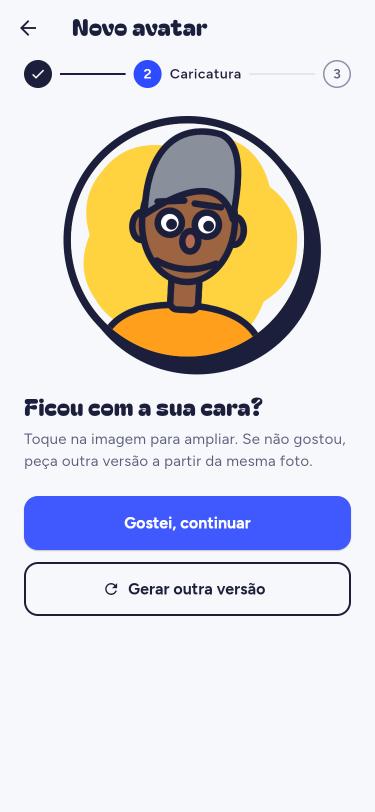 Novo avatar
2 Caricatura 3
Ficou com a sua cara?
Toque na imagem para ampliar. Se não gostou,
peça outra versão a partir da mesma foto.
Gostei, continuar
Gerar outra versão